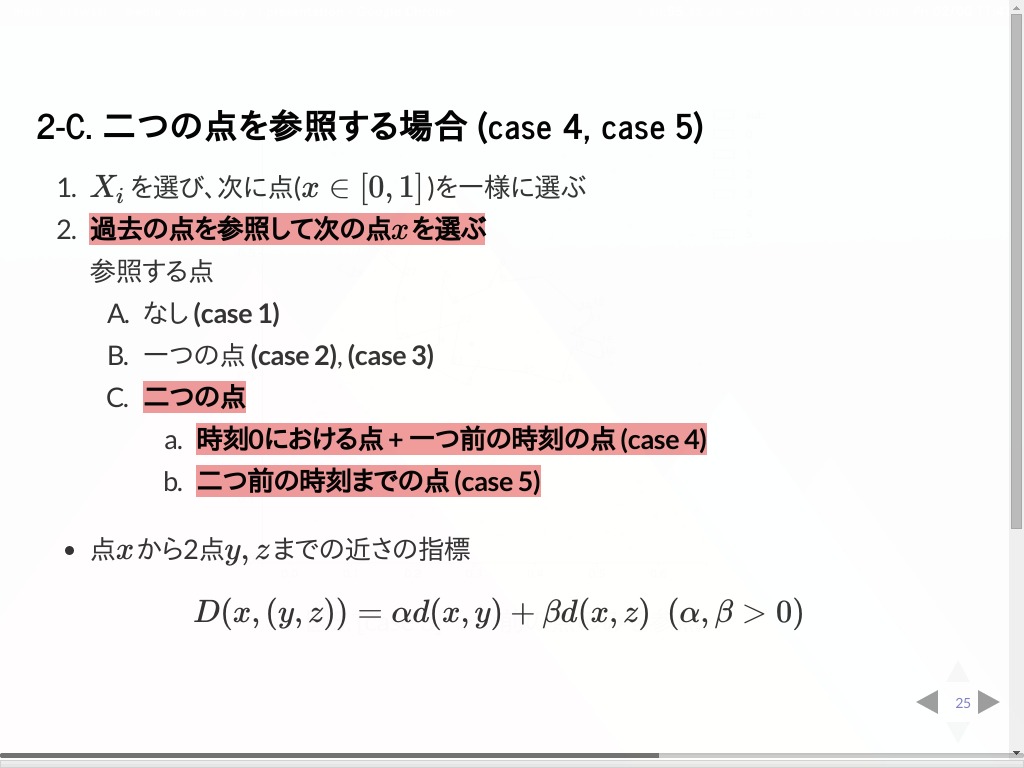 2-C. 二つの点を参照する場合 (case 4, case 5)
1. X_i を選び、次に点(x ∈ [0, 1])を一様に選ぶ
2. 過去の点を参照して次の点xを選ぶ
参照する点
A. なし (case 1)
B. 一つの点 (case 2), (case 3)
C. 二つの点
a. 時刻0における点 + 一つ前の時刻の点 (case 4)
b. 二つ前の時刻までの点 (case 5)
• 点xから2点y, zまでの近さの指標
D(x, (y, z)) = αd(x, y) + βd(x, z) (α, β > 0)
25